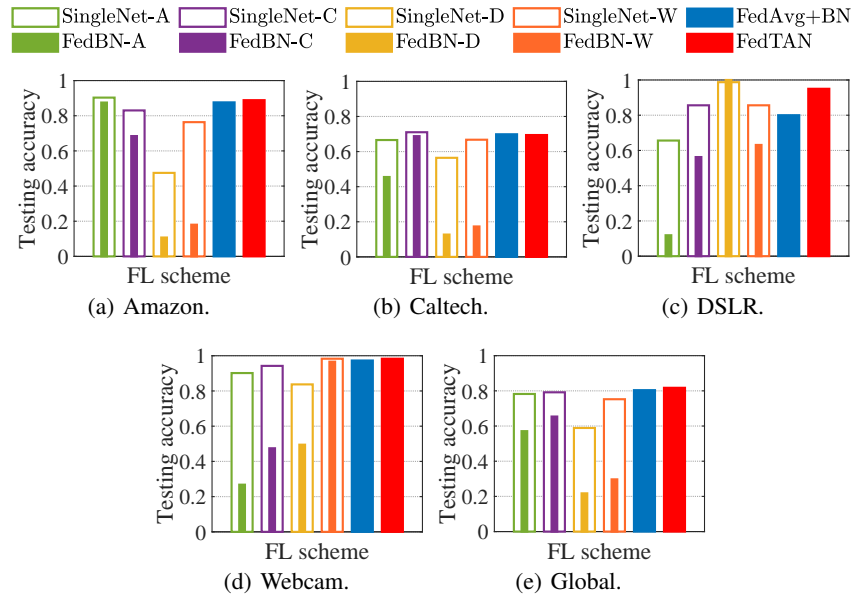 SingleNet-A SingleNet-C SingleNet-D SingleNet-W FedAvg+BN
FedBN-A FedBN-C FedBN-D FedBN-W FedTAN
1
0.8
0.6
0.4
0.2
0
Testing accuracy
FL scheme
(a) Amazon.
1
0.8
0.6
0.4
0.2
0
Testing accuracy
FL scheme
(b) Caltech.
1
0.8
0.6
0.4
0.2
0
Testing accuracy
FL scheme
(c) DSLR.
1
0.8
0.6
0.4
0.2
0
Testing accuracy
FL scheme
(d) Webcam.
1
0.8
0.6
0.4
0.2
0
Testing accuracy
FL scheme
(e) Global.